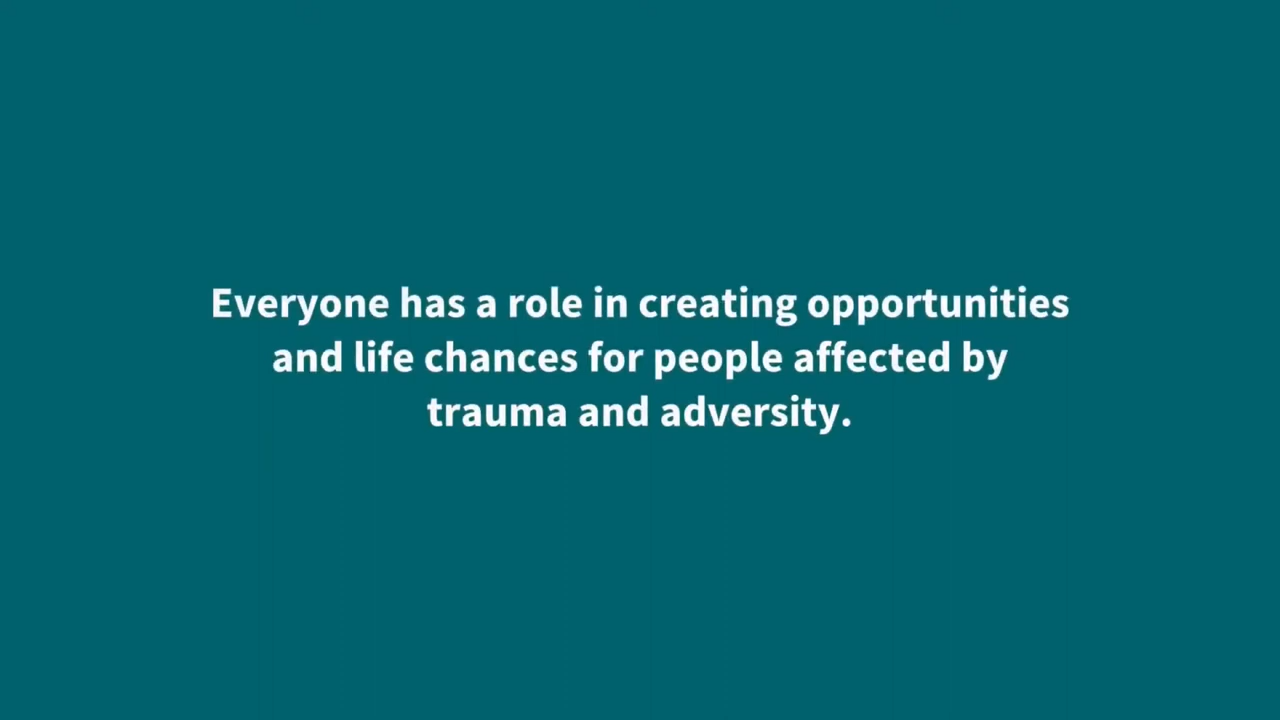 Everyone has a role in creating opportunities
and life chances for people affected by
trauma and adversity.